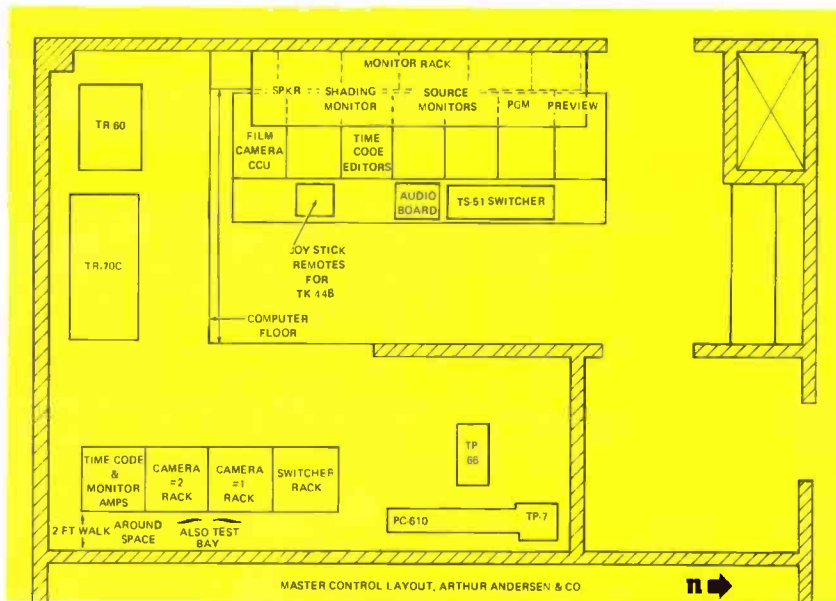 MONITOR RACK
SPKR SHADING MONITOR SOURCE MONITORS PGM PREVIEW
TR 60
FILM CAMERA CCU
TIME CODE EDITORS
AUDIO BOARD
TS-51 SWITCHER
JOY STICK
REMOTES
FOR
TK 44B
TR-70C
COMPUTER
FLOOR
TIME CODE
&
MONITOR
AMPS
CAMERA
#2
RACK
CAMERA
#1
RACK
SWITCHER
RACK
TP
66
PC-610
TP-7
2 FT WALK AROUND
SPACE
ALSO TEST
BAY
MASTER CONTROL LAYOUT, ARTHUR ANDERSEN & CO
n